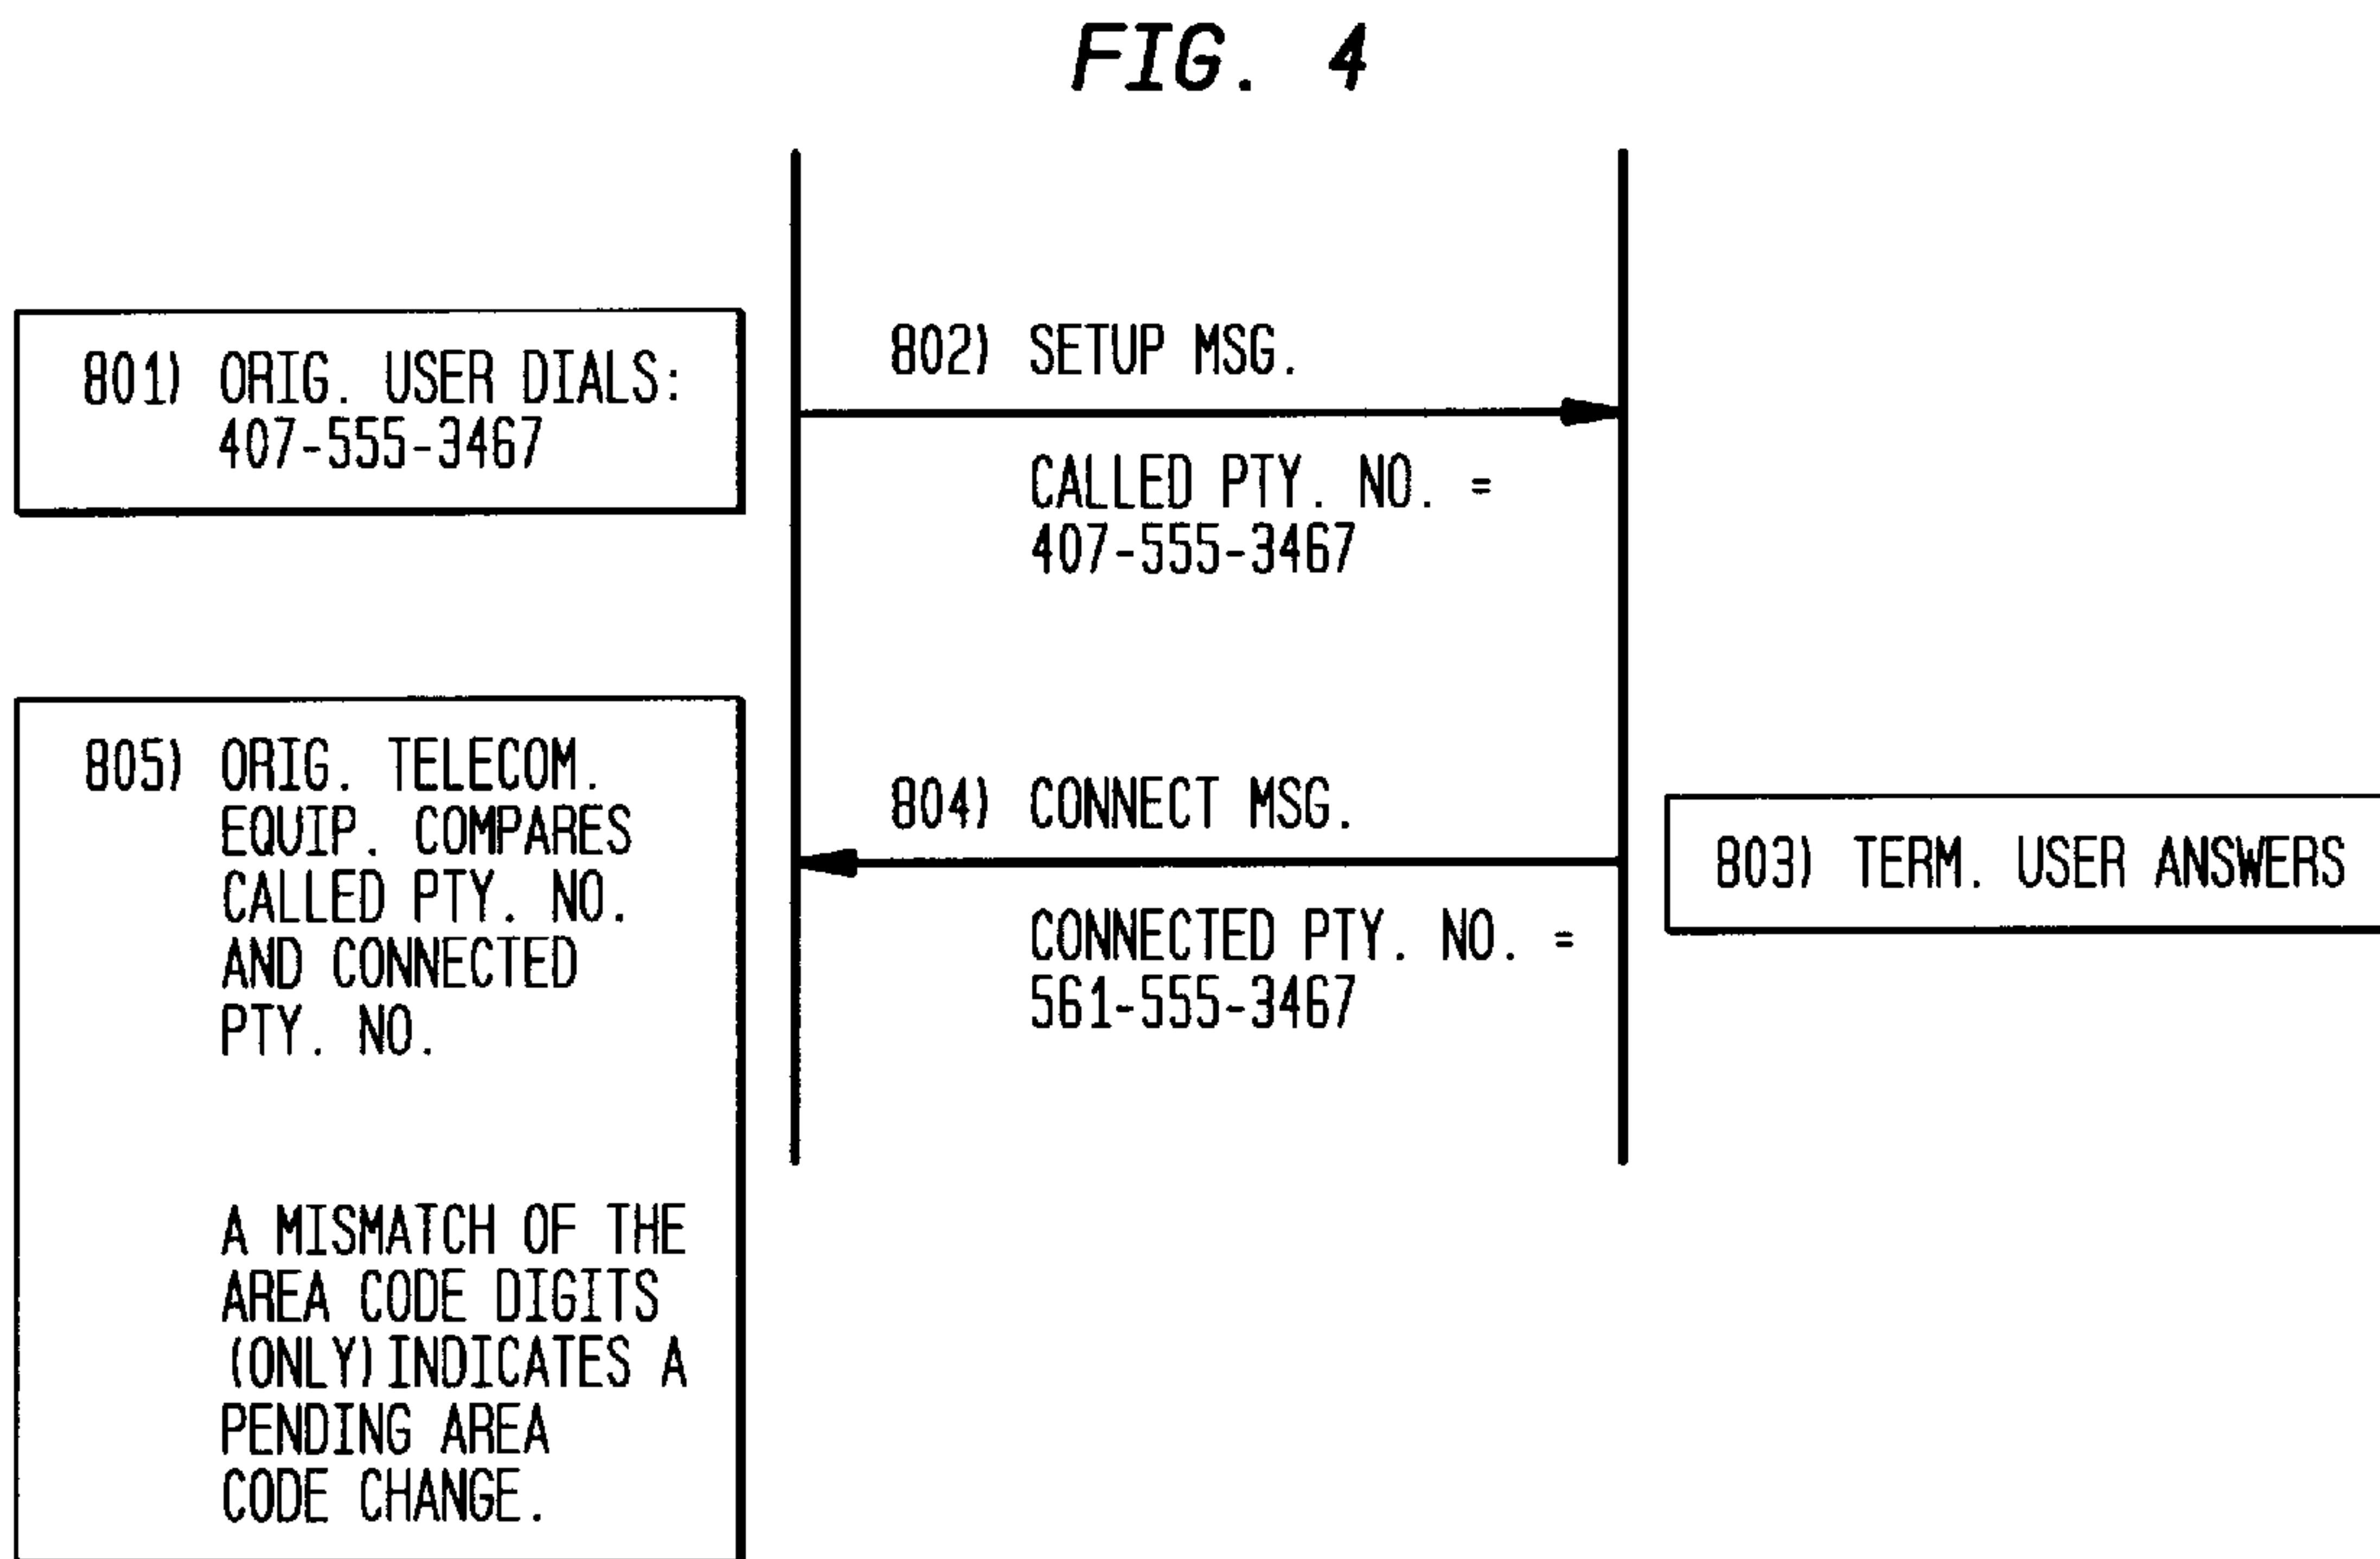 FIG. 4
801) ORIG. USER DIALS:
407-555-3467
802) SETUP MSG.
CALLED PTY. NO. =
407-555-3467
803) TERM. USER ANSWERS
804) CONNECT MSG.
CONNECTED PTY. NO. =
561-555-3467
805) ORIG. TELECOM.
EQUIP. COMPARES
CALLED PTY. NO.
AND CONNECTED
PTY. NO.
A MISMATCH OF THE
AREA CODE DIGITS
(ONLY)INDICATES A
PENDING AREA
CODE CHANGE.